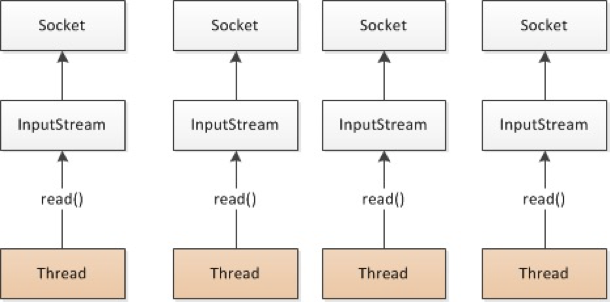 Socket Socket Socket Socket
InputStream InputStream InputStream InputStream
read() read() read() read()
Thread Thread Thread Thread